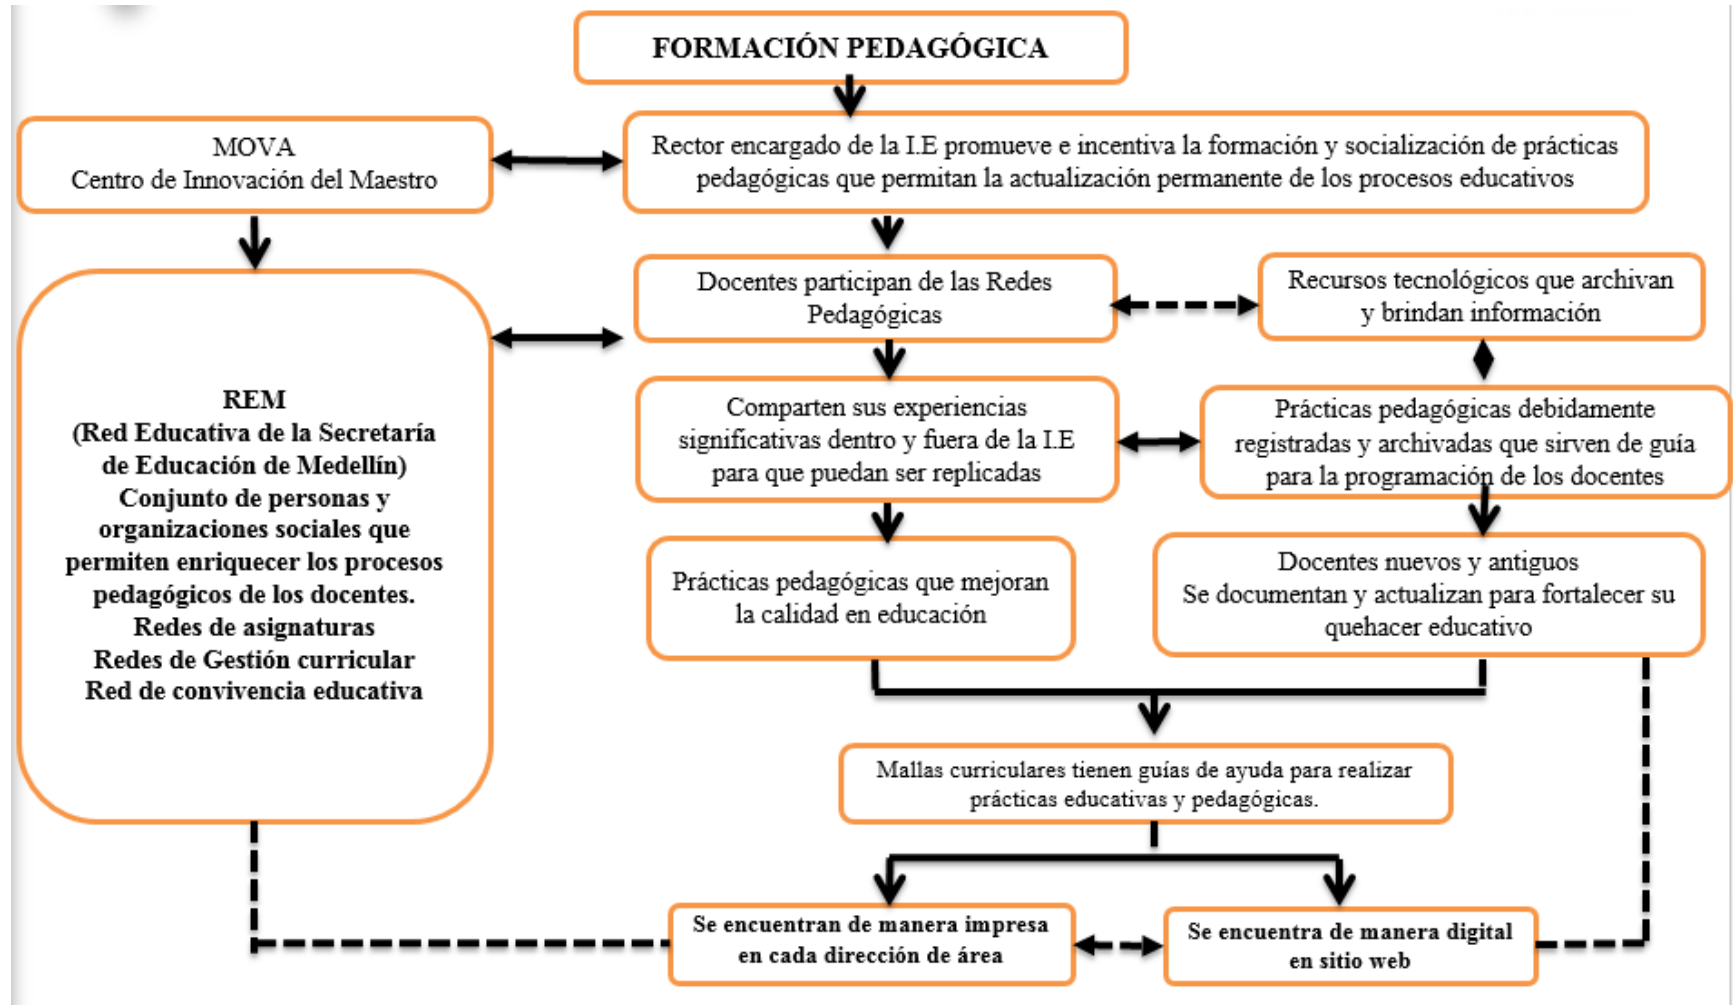 FORMACIÓN PEDAGÓGICA
MOVA
Centro de Innovación del Maestro
Rector encargado de la I.E promueve e incentiva la formación y socialización de prácticas
pedagógicas que permitan la actualización permanente de los procesos educativos
REM
(Red Educativa de la Secretaría
de Educación de Medellín)
Conjunto de personas y
organizaciones sociales que
permiten enriquecer los procesos
pedagógicos de los docentes.
Redes de asignaturas
Redes de Gestión curricular
Red de convivencia educativa
Docentes participan de las Redes
Pedagógicas
Recursos tecnológicos que archivan
y brindan información
Comparten sus experiencias
significativas dentro y fuera de la I.E
para que puedan ser replicadas
Prácticas pedagógicas debidamente
registradas y archivadas que sirven de guía
para la programación de los docentes
Prácticas pedagógicas que mejoran
la calidad en educación
Docentes nuevos y antiguos
Se documentan y actualizan para fortalecer su
quehacer educativo
Mallas curriculares tienen guías de ayuda para realizar
prácticas educativas y pedagógicas.
Se encuentran de manera impresa
en cada dirección de área
Se encuentra de manera digital
en sitio web